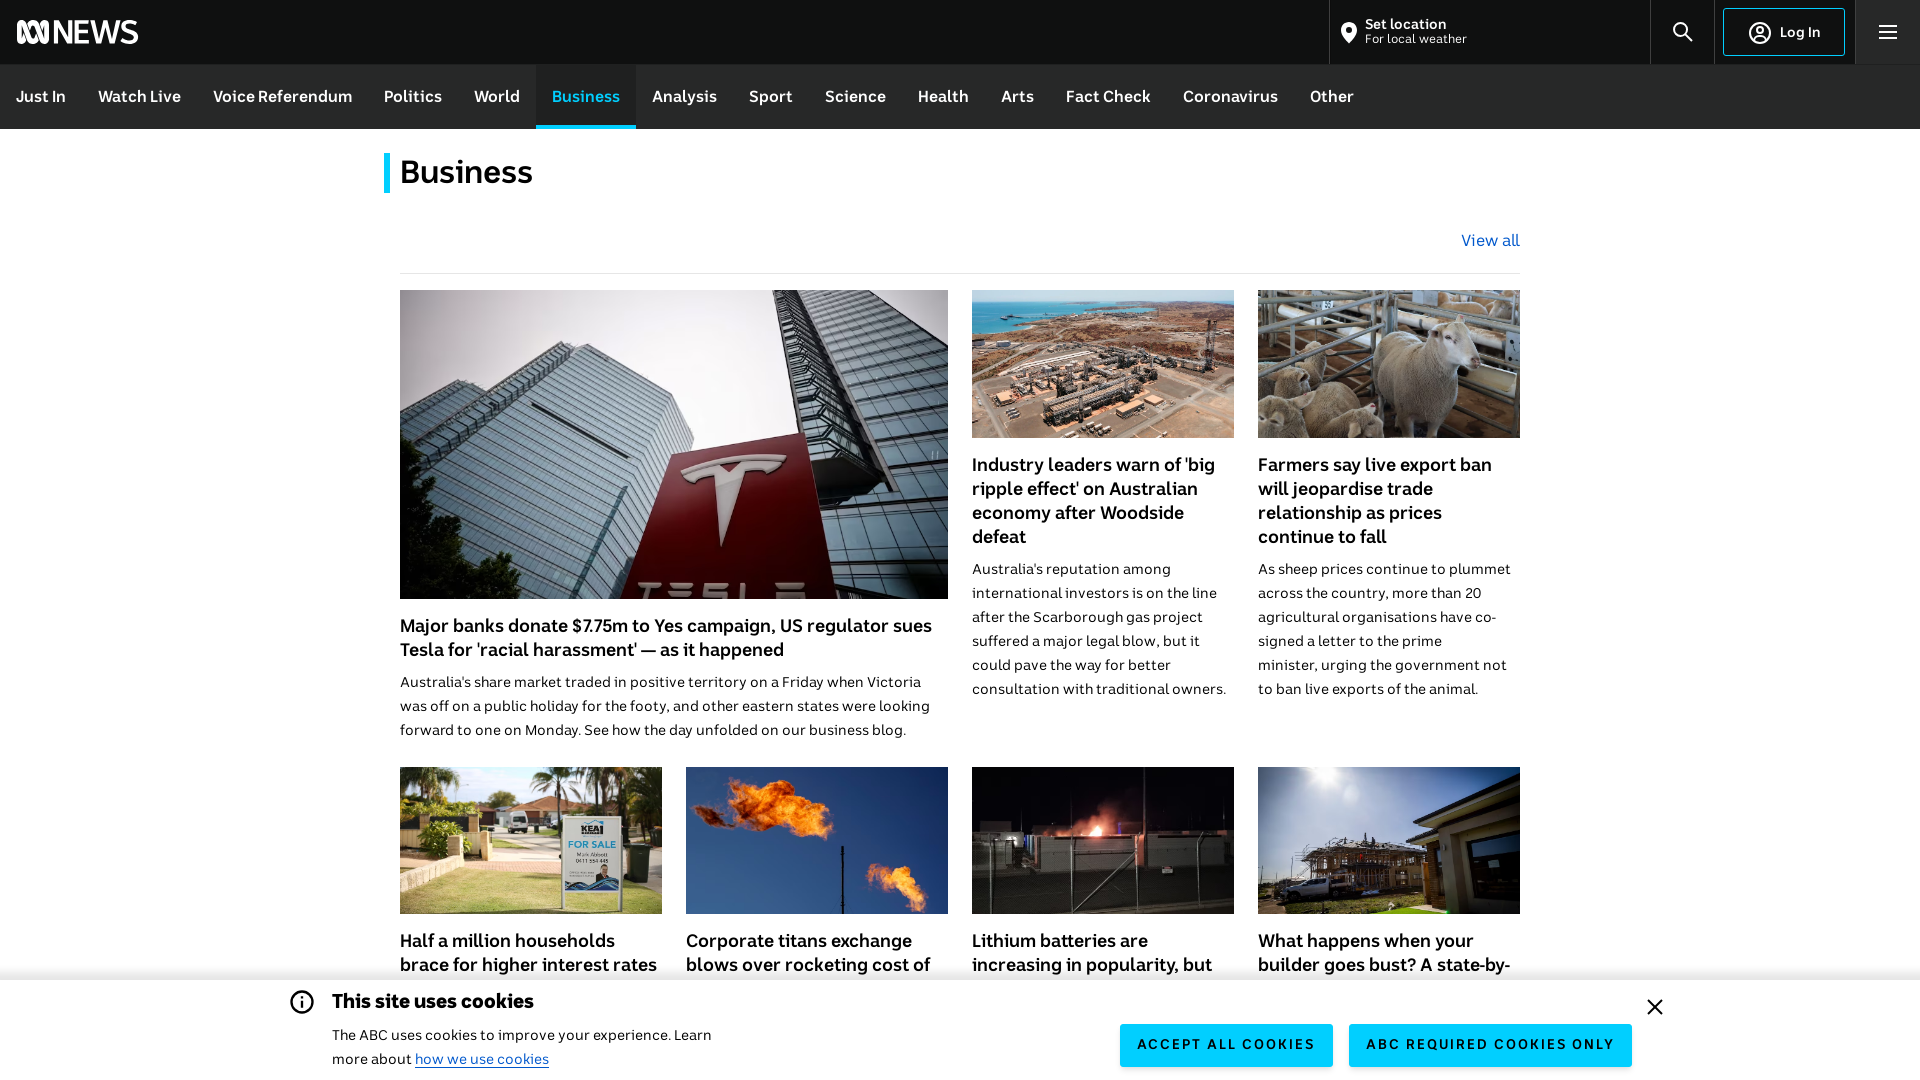 NEWS
Set location
For local weather
Log In
Just In
Watch Live
Voice Referendum
Politics
World
Business
Analysis
Sport
Science
Health
Arts
Fact Check
Coronavirus
Other
Business
View all
TESLA
Major banks donate $7.75m to Yes campaign, US regulator sues
Tesla for 'racial harassment' — as it happened
Australia's share market traded in positive territory on a Friday when Victoria
was off on a public holiday for the footy, and other eastern states were looking
forward to one on Monday. See how the day unfolded on our business blog.
Industry leaders warn of 'big
ripple effect' on Australian
economy after Woodside
defeat
Australia's reputation among
international investors is on the line
after the Scarborough gas project
suffered a major legal blow, but it
could pave the way for better
consultation with traditional owners.
Farmers say live export ban
will jeopardise trade
relationship as prices
continue to fall
As sheep prices continue to plummet
across the country, more than 20
agricultural organisations have co-
signed a letter to the prime
minister, urging the government not
to ban live exports of the animal.
KEAI
FOR SALE
Mark Abbott
0411 554 445
Half a million households
brace for higher interest rates
Corporate titans exchange
blows over rocketing cost of
Lithium batteries are
increasing in popularity, but
What happens when your
builder goes bust? A state-by-
This site uses cookies
The ABC uses cookies to improve your experience. Learn
more about how we use cookies
ACCEPT ALL COOKIES
ABC REQUIRED COOKIES ONLY